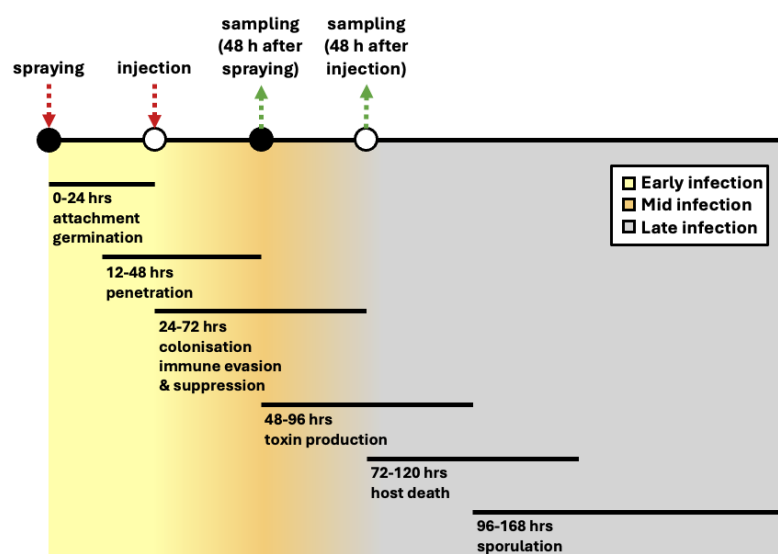 spraying
injection
sampling
(48 h after
spraying)
sampling
(48 h after
injection)
Early infection
Mid infection
Late infection
0-24 hrs
attachment
germination
12-48 hrs
penetration
24-72 hrs
colonisation
immune evasion
& suppression
48-96 hrs
toxin production
72-120 hrs
host death
96-168 hrs
sporulation